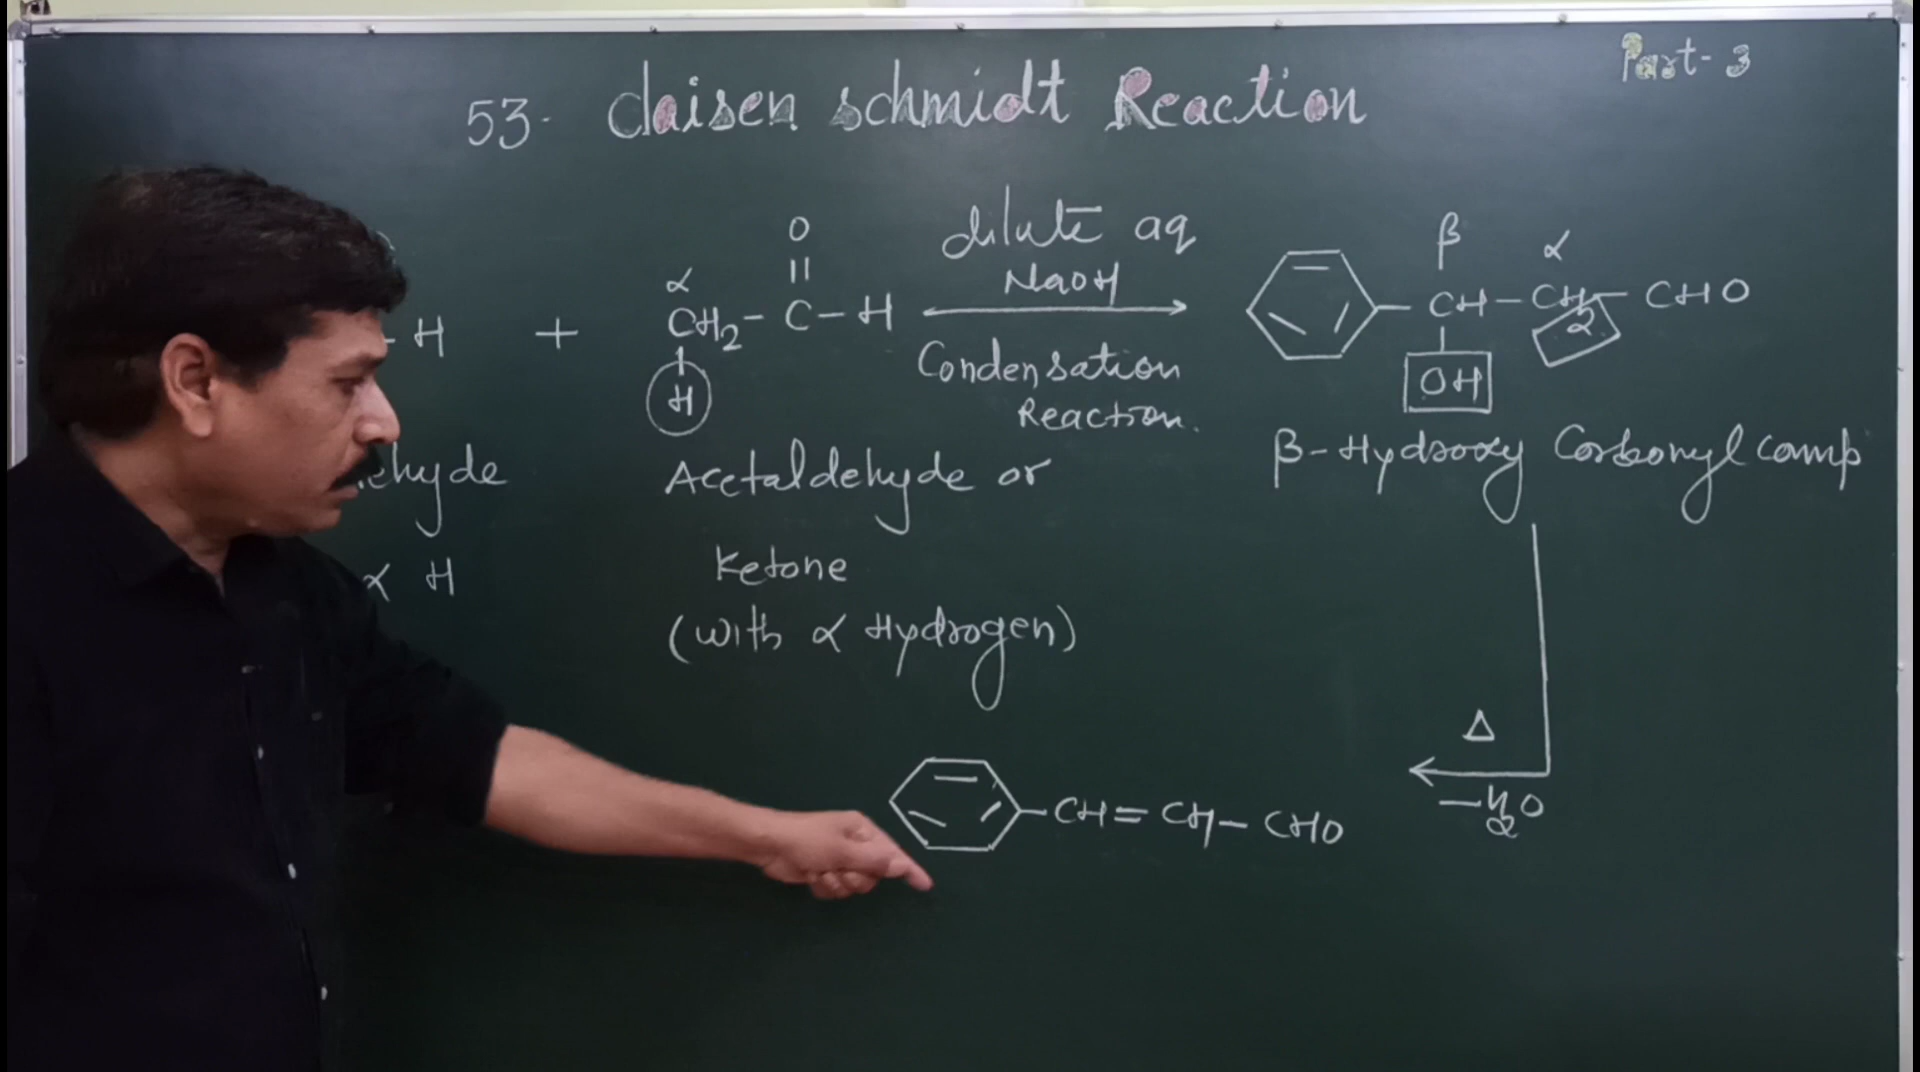 Part-3
53. Claisen Schmidt Reaction
O
H + α CH2-C-H dilute aq β α
NaOH CH-CH2-CHO
H Condensation OH
Reaction.
ehyde Acetaldehyde or β-Hydroxy Carbonyl comp
α H Ketone
(with α Hydrogen)
Δ
CH=CH-CHO -H2O